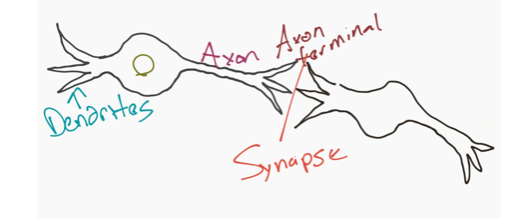 Axon
Axon
terminal
Dendrites
Synapse